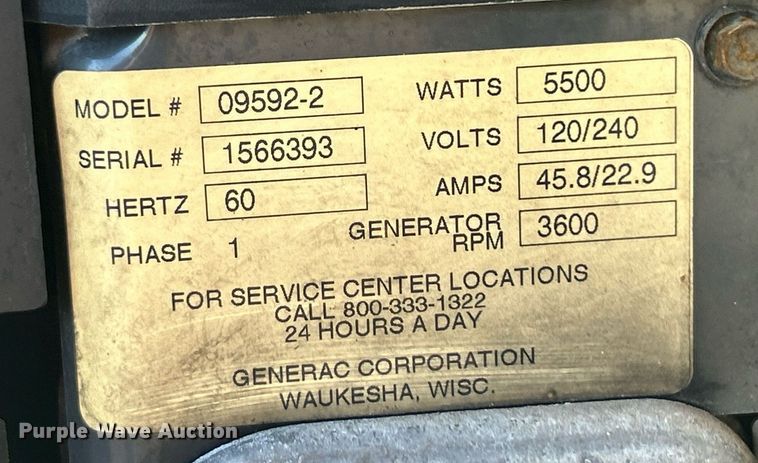 MODEL # 09592-2
SERIAL # 1566393
HERTZ 60
PHASE 1
WATTS 5500
VOLTS 120/240
AMPS 45.8/22.9
GENERATOR
RPM 3600
FOR SERVICE CENTER LOCATIONS
CALL 800-333-1322
24 HOURS A DAY
GENERAC CORPORATION
WAUKESHA, WISC.
Purple Wave Auction